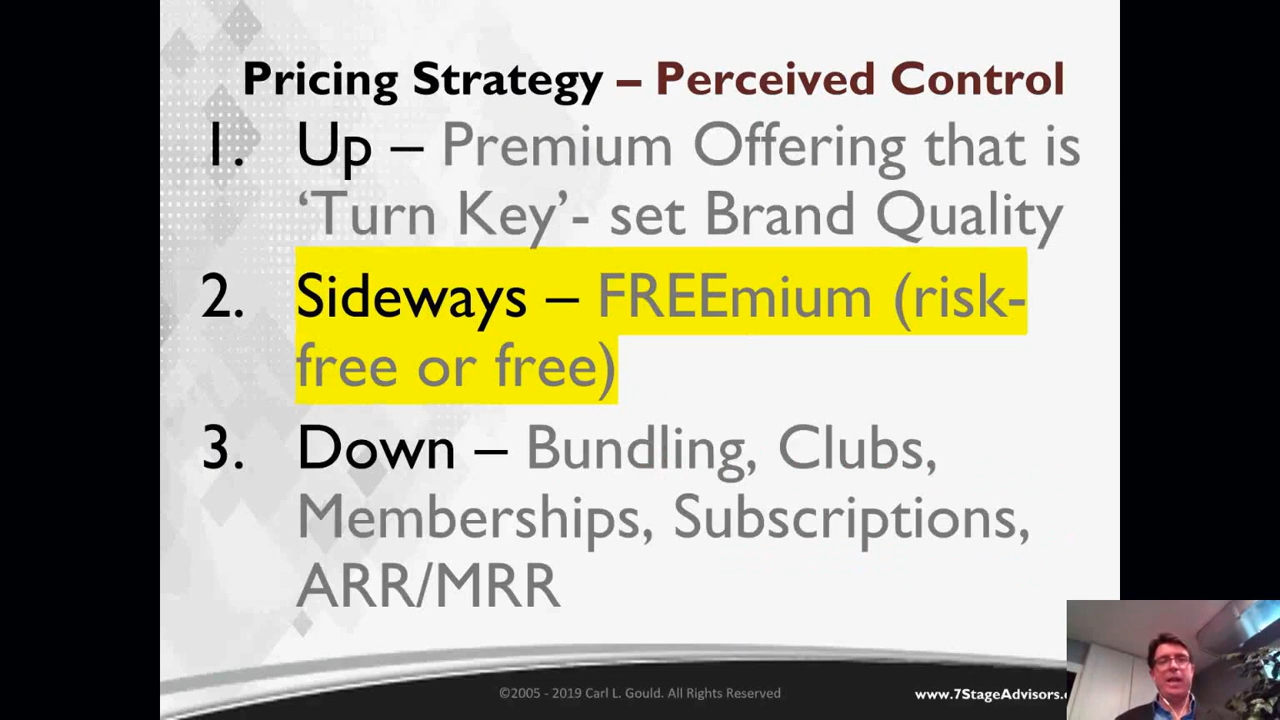 Pricing Strategy – Perceived Control
1. Up – Premium Offering that is
‘Turn Key’- set Brand Quality
2. Sideways – FREEmium (risk-
free or free)
3. Down – Bundling, Clubs,
Memberships, Subscriptions,
ARR/MRR
©2005 - 2019 Carl L. Gould. All Rights Reserved
www.7StageAdvisors.c